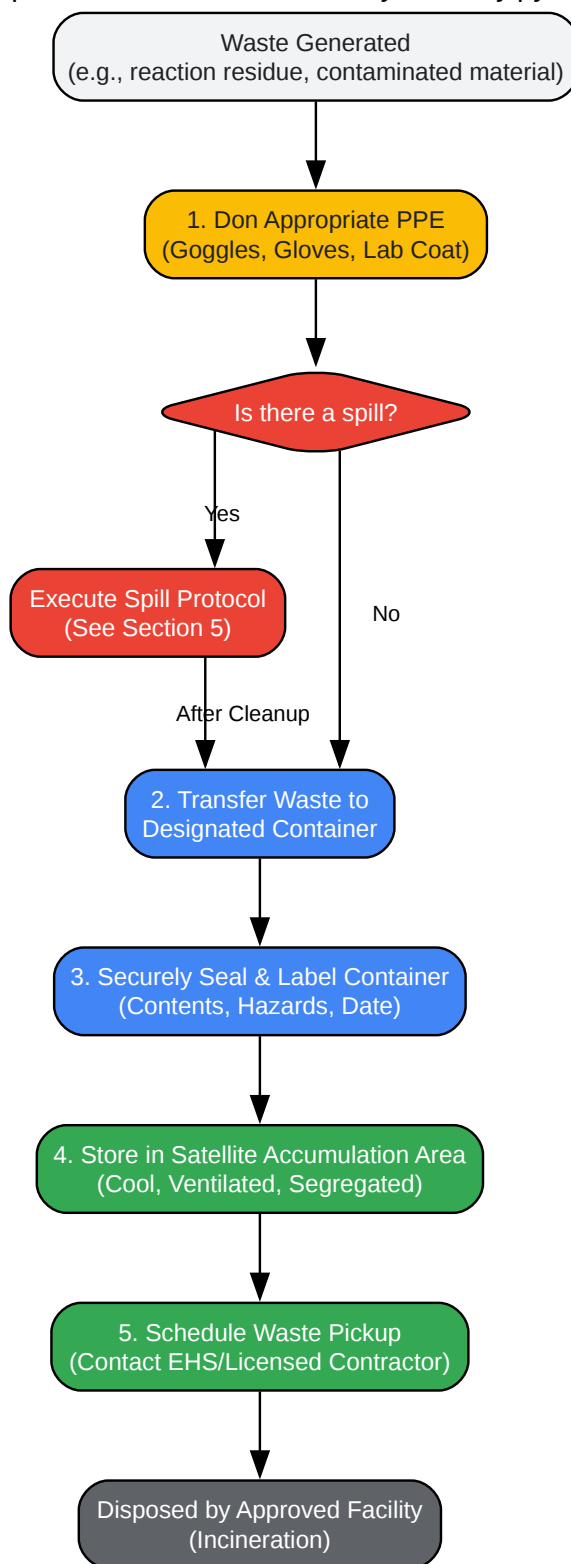 Waste Generated
(e.g., reaction residue, contaminated material)
1. Don Appropriate PPE
(Goggles, Gloves, Lab Coat)
Is there a spill?
Yes
Execute Spill Protocol
(See Section 5)
No
After Cleanup
2. Transfer Waste to
Designated Container
3. Securely Seal & Label Container
(Contents, Hazards, Date)
4. Store in Satellite Accumulation Area
(Cool, Ventilated, Segregated)
5. Schedule Waste Pickup
(Contact EHS/Licensed Contractor)
Disposed by Approved Facility
(Incineration)